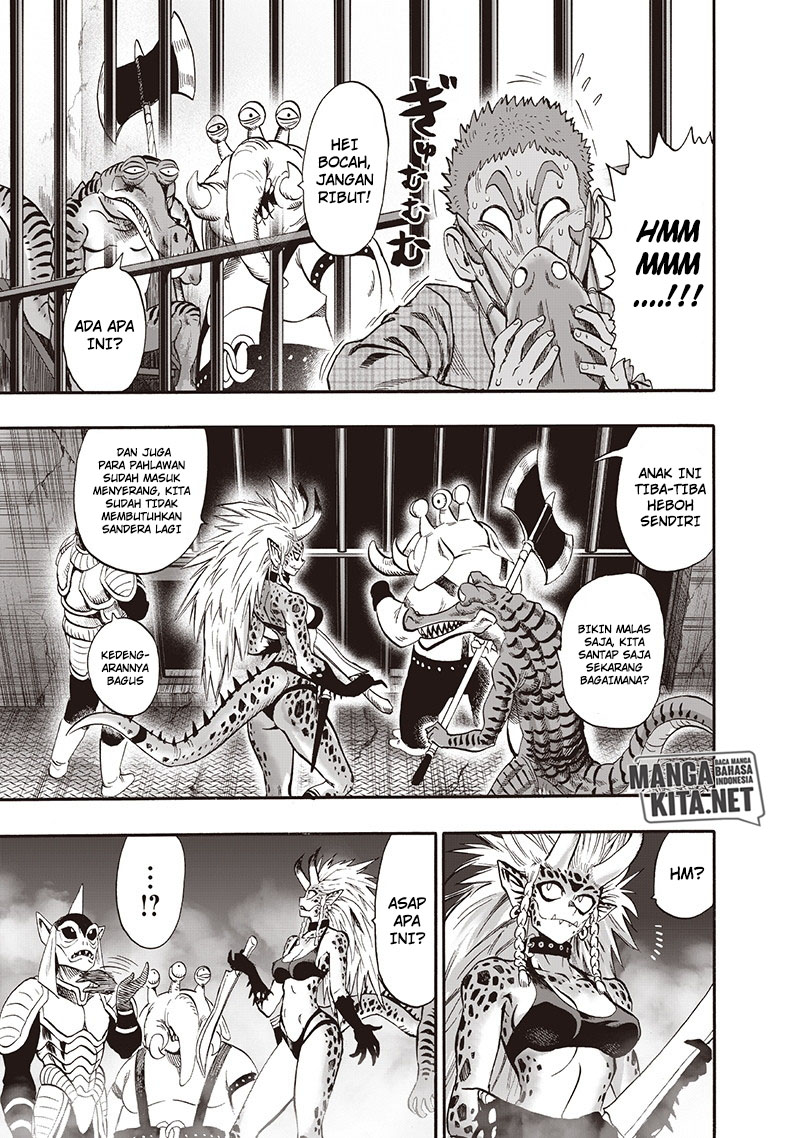 HMM
MMM
....!!!
ぎゅむむむ
HEI
BOCAH,
JANGAN
RIBUT!
ADA APA
INI?
ANAK INI
TIBA-TIBA
HEBOH
SENDIRI
BIKIN MALAS
SAJA, KITA
SANTAP SAJA
SEKARANG
BAGAIMANA?
DAN JUGA
PARA PAHLAWAN
SUDAH MASUK
MENYERANG, KITA
SUDAH TIDAK
MEMBUTUHKAN
SANDERA LAGI
KEDENG-
ARANNYA
BAGUS
MANGA
KITA.NET
BACA MANGA
BAHASA
INDONESIA
HM?
ASAP
APA
INI?
...!?